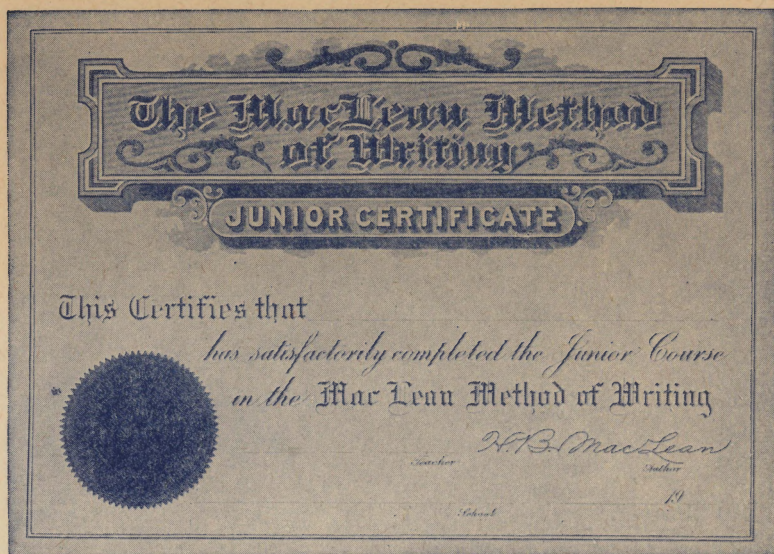 The MacLean Method
of Writing
JUNIOR CERTIFICATE
This Certifies that
has satisfactorily completed the Junior Course
in the MacLean Method of Writing
H. B. MacLean
Teacher
Author
19
School